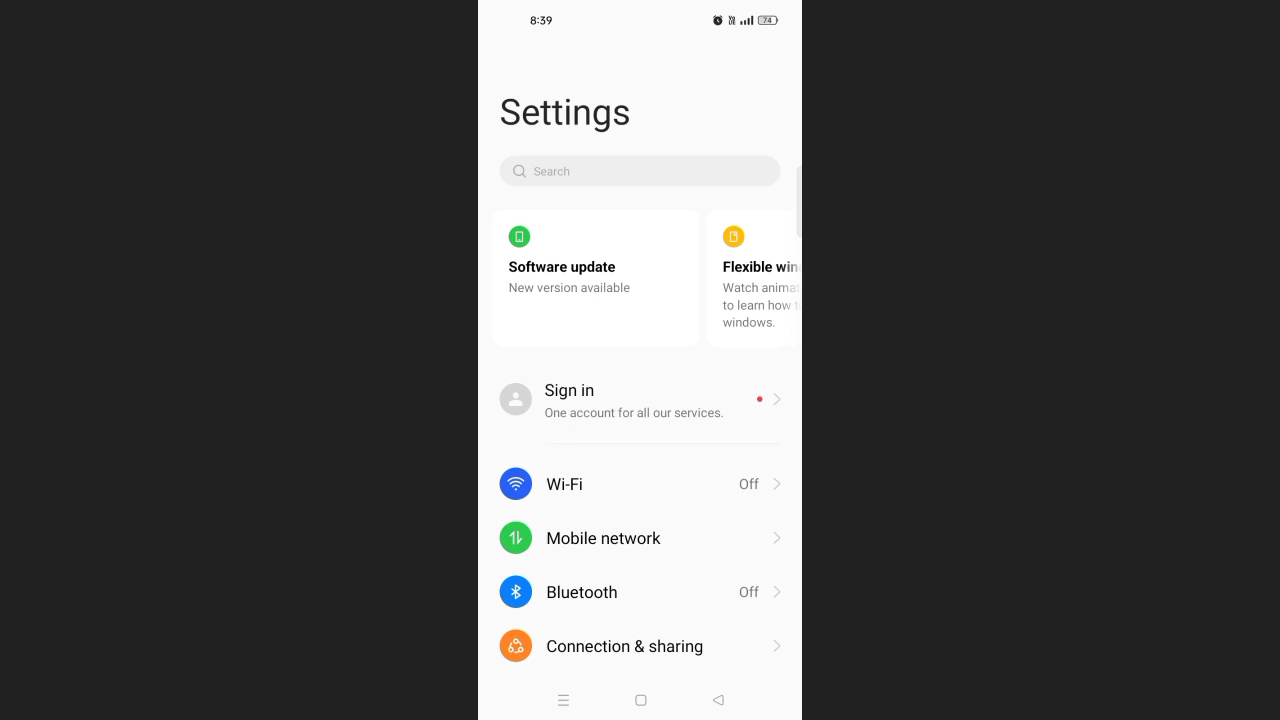 8:39
74
Settings
Search
Software update
New version available
Flexible win
Watch animat
to learn how t
windows.
Sign in
One account for all our services.
Wi-Fi
Off
Mobile network
Bluetooth
Off
Connection & sharing